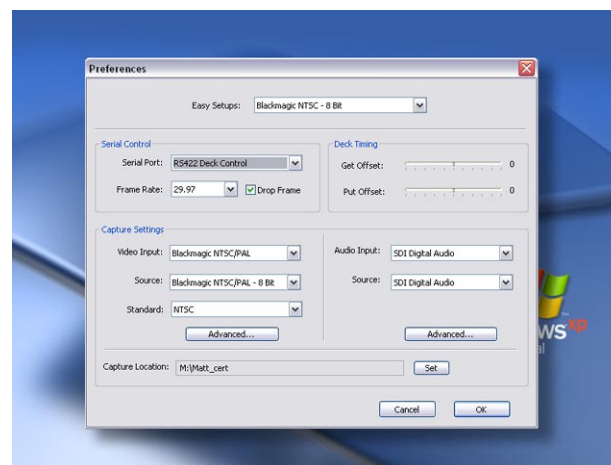 Preferences
Easy Setups: Blackmagic NTSC - 8 Bit
Serial Control
Serial Port: RS422 Deck Control
Frame Rate: 29.97 Drop Frame
Deck Timing
Get Offset: 0
Put Offset: 0
Capture Settings
Video Input: Blackmagic NTSC/PAL
Source: Blackmagic NTSC/PAL - 8 Bit
Standard: NTSC
Advanced...
Audio Input: SDI Digital Audio
Source: SDI Digital Audio
Advanced...
Capture Location: M:\Matt_cert
Set
Cancel OK
ws xp
al